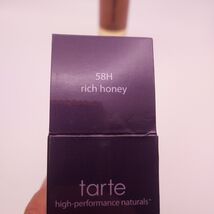 58H
rich honey
tarte
high-performance naturals™